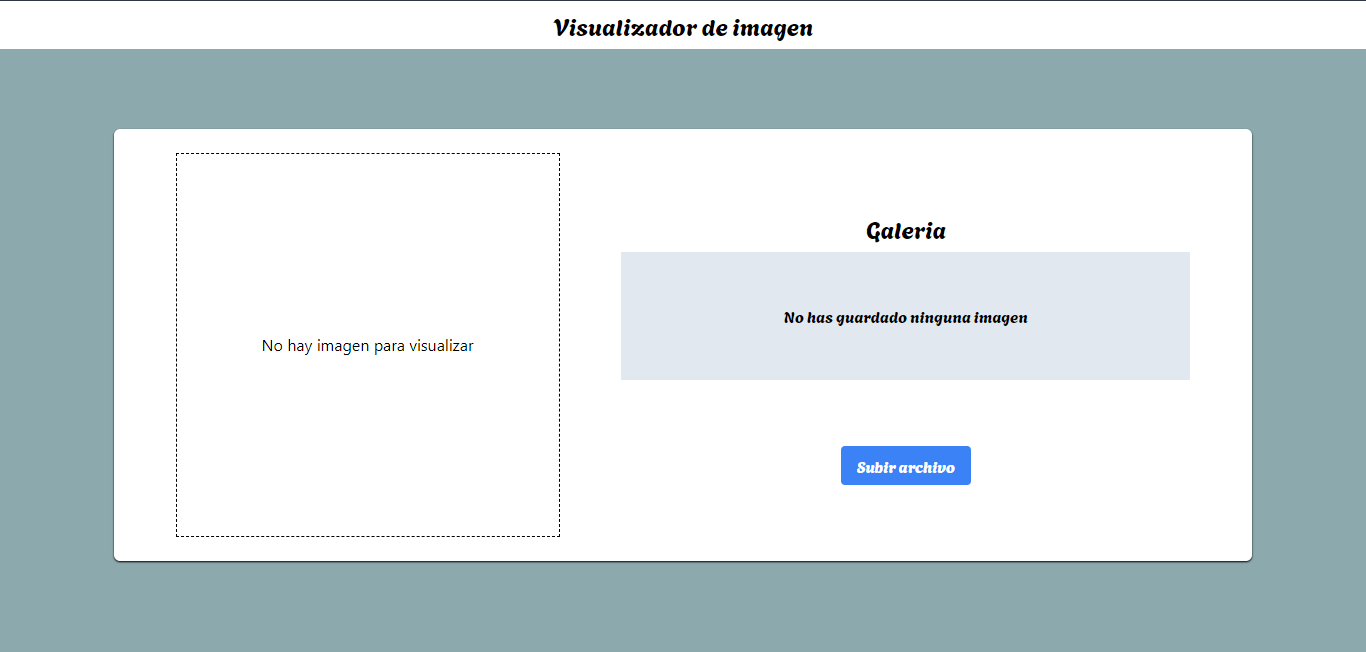 Visualizador de imagen
No hay imagen para visualizar
Galeria
No has guardado ninguna imagen
Subir archivo